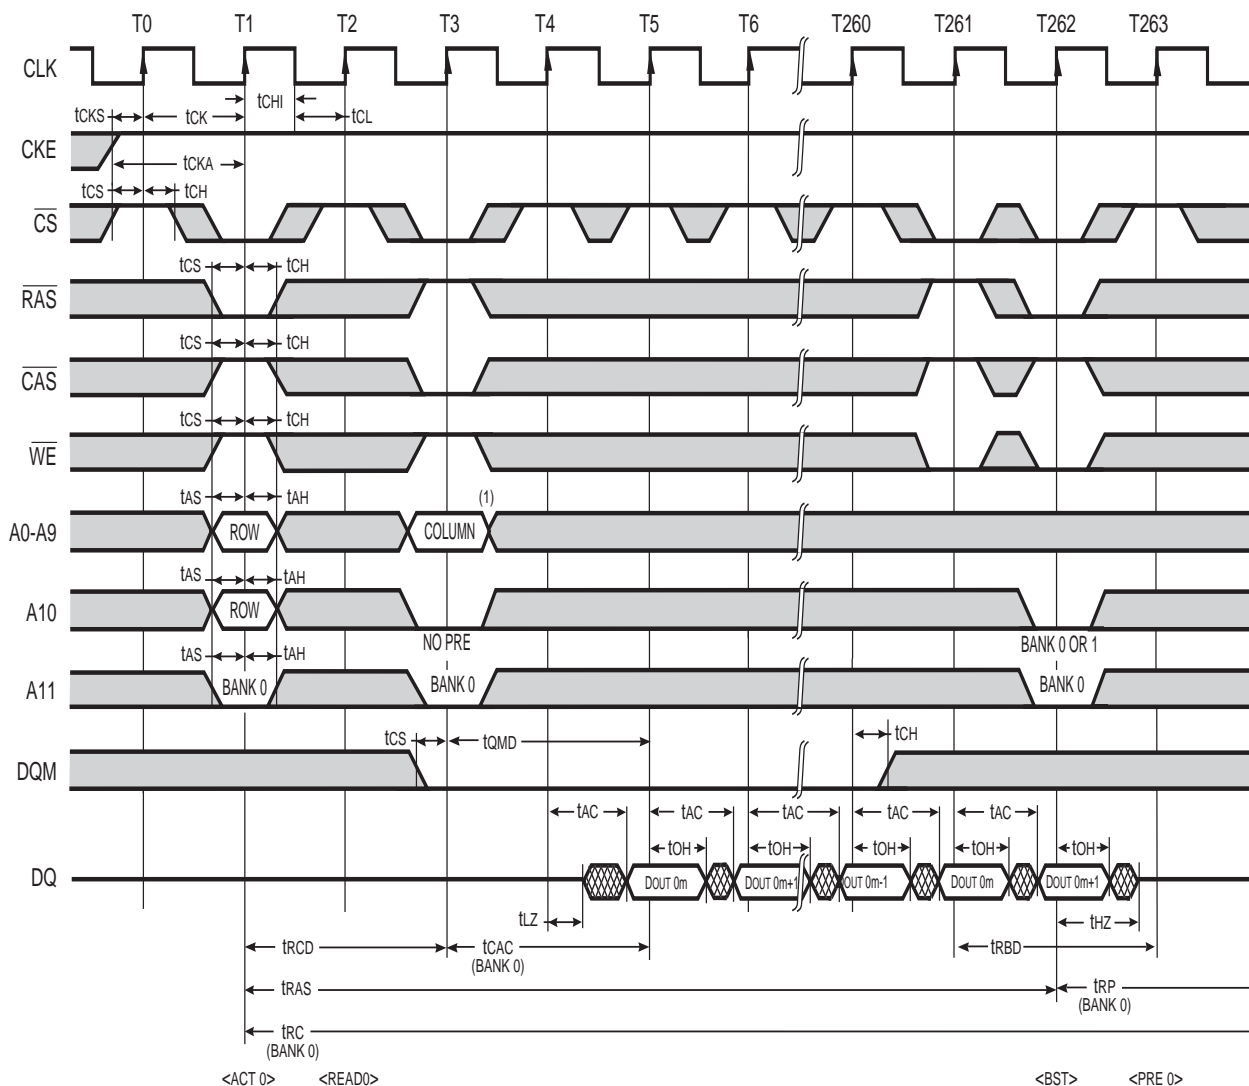 T0 T1 T2 T3 T4 T5 T6 T260 T261 T262 T263
CLK
tCHI
tCKS tCK tCL
CKE
tCKA
tCS tCH
CS
tCS tCH
RAS
tCS tCH
CAS
tCS tCH
WE
tAS tAH (1)
A0-A9 ROW COLUMN
tAS tAH
A10 ROW
NO PRE BANK 0 OR 1
tAS tAH
A11 BANK 0 BANK 0 BANK 0
tCS tQMD tCH
DQM
tAC tAC tAC tAC tAC
tOH tOH tOH tOH tOH
DQ DOUT 0m DOUT 0m+1 OUT 0m-1 DOUT 0m DOUT 0m+1
tLZ tHZ
tRCD tCAC tRBD
(BANK 0)
tRAS tRP
(BANK 0)
tRC
(BANK 0)
<ACT 0> <READ0> <BST> <PRE 0>